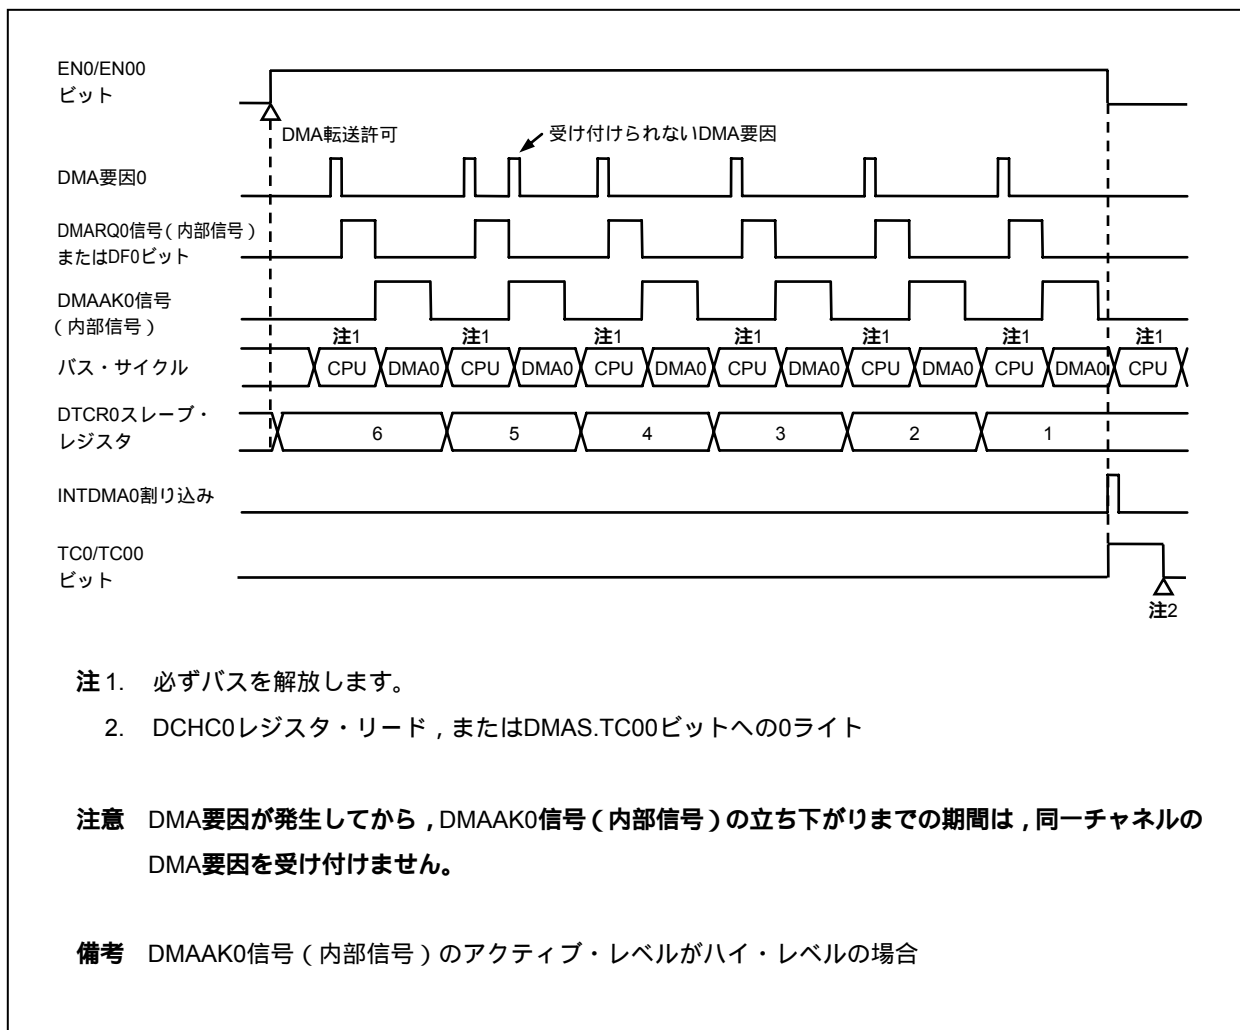 EN0/EN00
ビット
DMA転送許可
受け付けられないDMA要因
DMA要因0
DMARQ0信号（内部信号）
またはDF0ビット
DMAAK0信号
（内部信号）
注1 注1 注1 注1 注1 注1 注1
バス・サイクル
CPU DMA0 CPU DMA0 CPU DMA0 CPU DMA0 CPU DMA0 CPU DMA0 CPU
DTCR0スレーブ・
レジスタ
6 5 4 3 2 1
INTDMA0割り込み
TC0/TC00
ビット
注2
注1. 必ずバスを解放します。
2. DCHC0レジスタ・リード，またはDMAS.TC00ビットへの0ライト
注意 DMA要因が発生してから，DMAAK0信号（内部信号）の立ち下がりまでの期間は，同一チャネルの
DMA要因を受け付けません。
備考 DMAAK0信号（内部信号）のアクティブ・レベルがハイ・レベルの場合